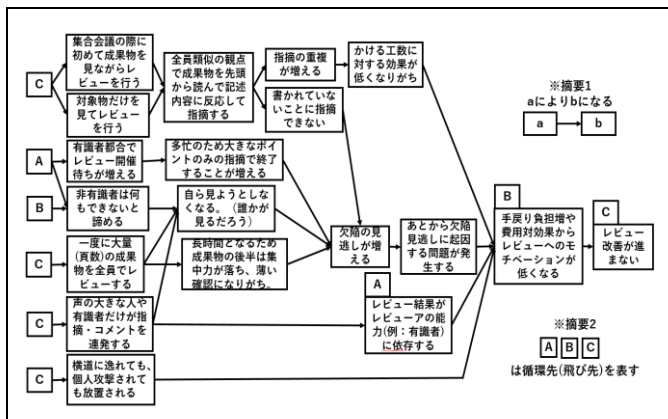 集合会議の際に
初めて成果物を
見ながらレ
ビューを行う
C
対象物だけを
見てレビュー
を行う
全員類似の観点
で成果物を先頭
から読んで記述
内容に反応して
指摘する
指摘の重複
が増える
書かれていな
いことに指摘
できない
かける工数に
対する効果が
低くなりがち
※摘要1
aによりbになる
a
b
A
有識者都合で
レビュー開催
待ちが増える
多忙のため大きなポ
イントのみの指摘で終了
することが増える
B
非有識者は何
もできないと
諦める
自ら見ようとしな
くなる。（誰かが
見るだろう）
C
一度に大量
(頁数)の成果
物を全員でレ
ビューする
長時間となるため
成果物の後半は集
中力が落ち、薄い
確認になりがち。
欠陥の見
逃しが増
える
あとから欠陥
見逃しに起因
する問題が発
生する
B
手戻り負担増や
費用対効果から
レビューへのモ
チベーションが
低くなる
C
レビュー
改善が進
まない
C
声の大きな人や
有識者だけが指
摘・コメントを
連発する
A
レビュー結果が
レビューアの能
力(例：有識者)
に依存する
C
横道に逸れても、
個人攻撃されて
も放置される
※摘要2
A B C
は循環先(飛び先)を表す